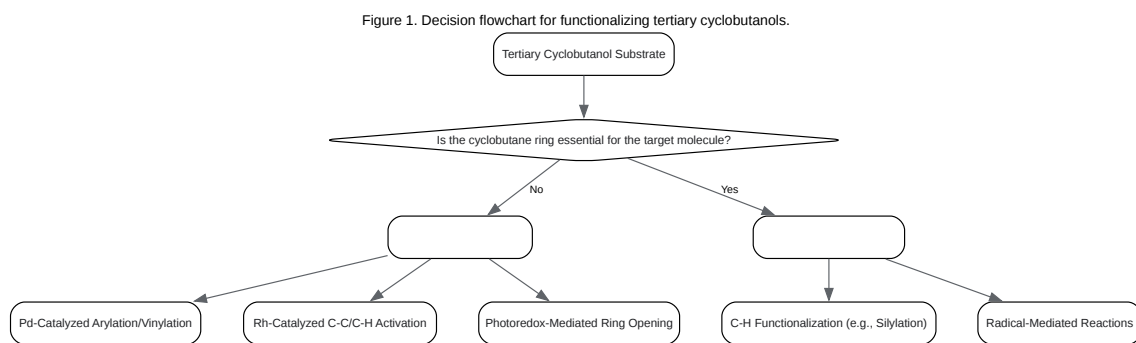 Figure 1. Decision flowchart for functionalizing tertiary cyclobutanols.
Tertiary Cyclobutanol Substrate
Is the cyclobutane ring essential for the target molecule?
No
Yes
Pd-Catalyzed Arylation/Vinylation
Rh-Catalyzed C-C/C-H Activation
Photoredox-Mediated Ring Opening
C-H Functionalization (e.g., Silylation)
Radical-Mediated Reactions